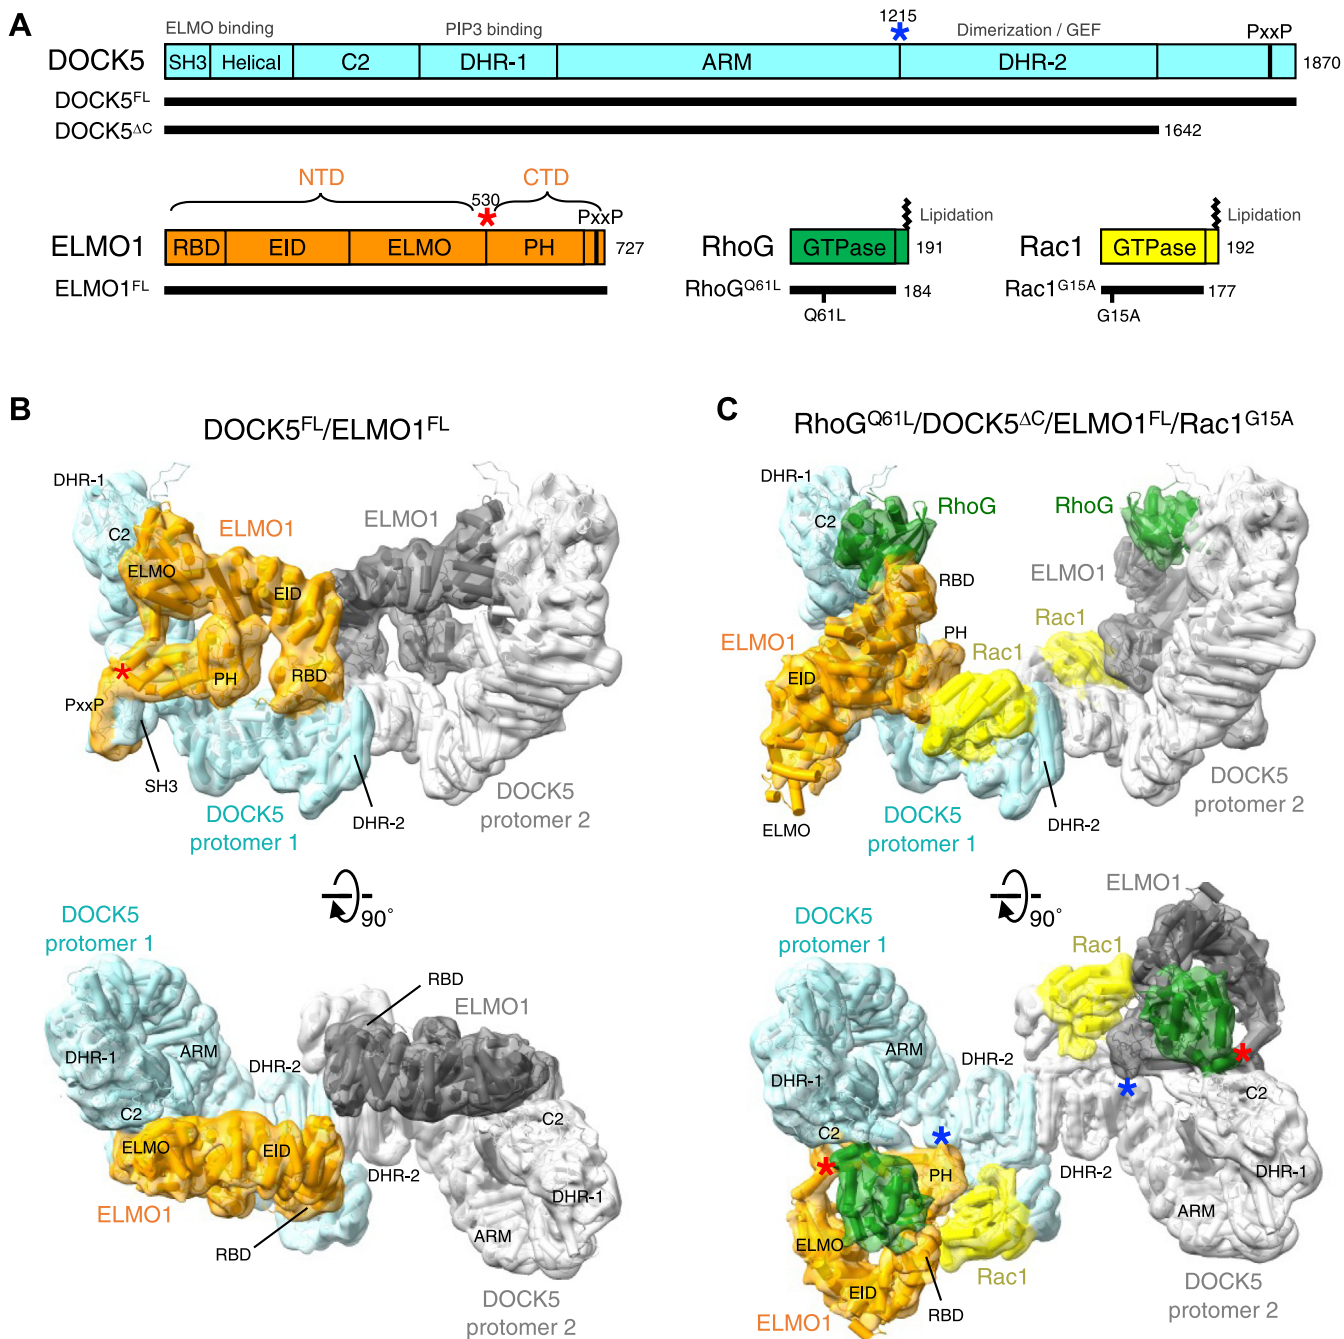 A
ELMO binding
PIP3 binding
1215
*
Dimerization / GEF
PxxP
DOCK5
SH3
Helical
C2
DHR-1
ARM
DHR-2
1870
DOCK5FL
DOCK5ΔC
1642
NTD
CTD
530
*
PxxP
ELMO1
RBD
EID
ELMO
PH
727
ELMO1FL
RhoG
GTPase
Lipidation
191
RhoGQ61L
184
Q61L
Rac1
GTPase
Lipidation
192
Rac1G15A
177
G15A
B
DOCK5FL/ELMO1FL
DHR-1
C2
ELMO1
ELMO1
ELMO
EID
*
PH
RBD
PxxP
SH3
DOCK5
protomer 1
DHR-2
DOCK5
protomer 2
90°
DOCK5
protomer 1
RBD
ELMO1
DHR-1
ARM
DHR-2
C2
C2
ELMO
EID
DHR-2
DHR-1
ELMO1
RBD
ARM
DOCK5
protomer 2
C
RhoGQ61L/DOCK5ΔC/ELMO1FL/Rac1G15A
DHR-1
C2
RhoG
RhoG
RBD
ELMO1
Rac1
PH
ELMO1
Rac1
EID
ELMO
DOCK5
protomer 1
DHR-2
DOCK5
protomer 2
90°
ELMO1
DOCK5
protomer 1
Rac1
ARM
DHR-2
DHR-1
*
*
C2
C2
*
*
PH
DHR-2
DHR-1
ARM
ELMO
EID
RBD
Rac1
ELMO1
DOCK5
protomer 2